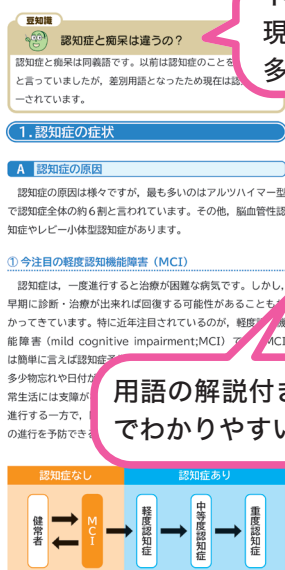 現
多
豆知識
認知症と痴呆は違うの？
認知症と痴呆は同義語です。以前は認知症のことを
と言っていましたが，差別用語となったため現在は認
一されています。
1.認知症の症状
A 認知症の原因
認知症の原因は様々ですが，最も多いのはアルツハイマー型
で認知症全体の約6割と言われています。その他，脳血管性認
知症やレビー小体型認知症があります。
① 今注目の軽度認知機能障害（MCI）
認知症は，一度進行すると治療が困難な病気です。しかし，
早期に診断・治療が出来れば回復する可能性があることも
かってきています。特に近年注目されているのが，軽度
能障害（mild cognitive impairment;MCI）で MCI
は簡単に言えば認知症
多少物忘れや日付が
常生活には支障が
進行する一方で，
の進行を予防でき
用語の解説付
でわかりやすい
認知症なし
認知症あり
健常者
MCI
軽度認知症
中等度認知症
重度認知症